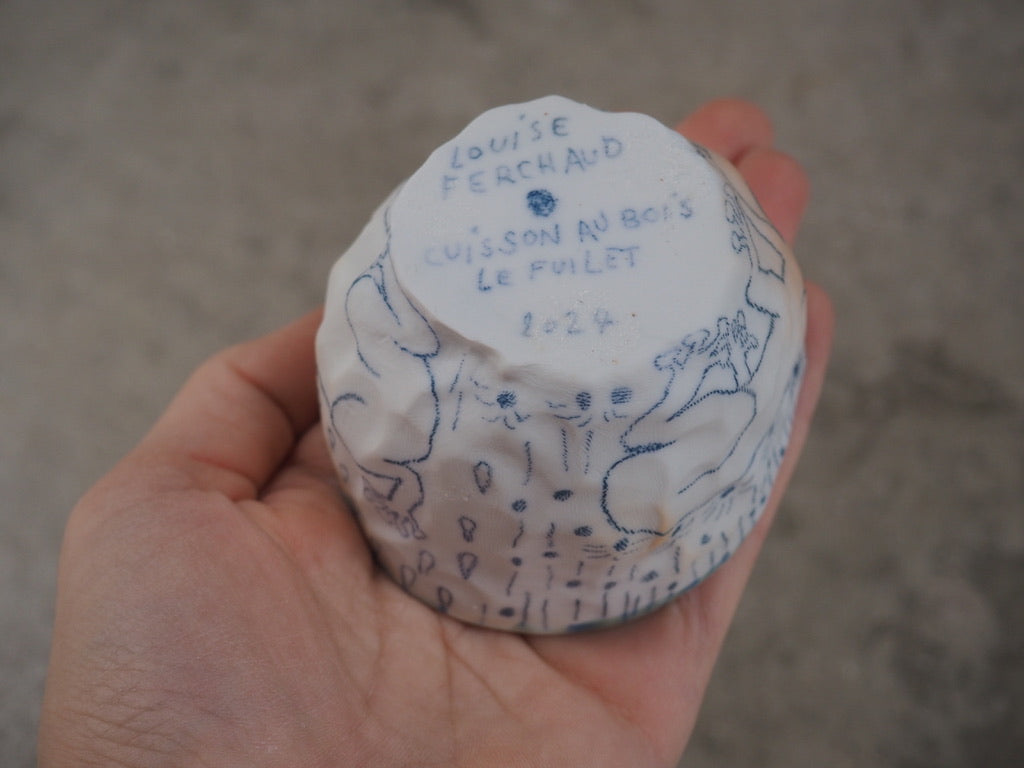 LOUiSE
FERCHAUD
CUiSSON AU BOiS
LE FUILET
2024